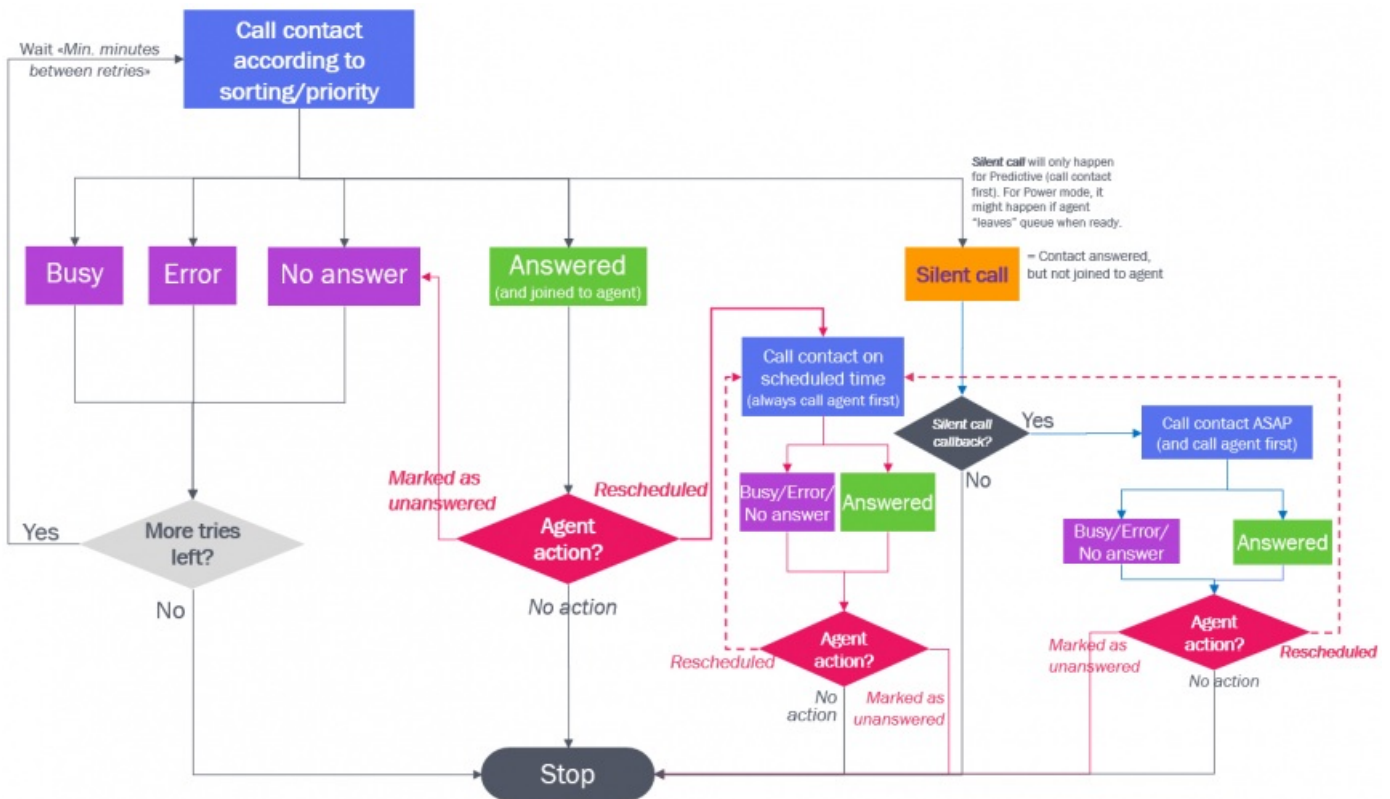 Call contact
according to
sorting/priority
Wait «Min. minutes
between retries»
Silent call will only happen
for Predictive (call contact
first). For Power mode, it
might happen if agent
“leaves” queue when ready.
Busy
Error
No answer
Answered
(and joined to agent)
Silent call
= Contact answered,
but not joined to agent
Call contact on
scheduled time
(always call agent first)
Silent call
callback?
Yes
No
Call contact ASAP
(and call agent first)
Marked as
unanswered
Rescheduled
Busy/Error/
No answer
Answered
Busy/Error/
No answer
Answered
Yes
More tries
left?
No
Agent
action?
No action
Rescheduled
Agent
action?
No
action
Marked as
unanswered
Marked as
unanswered
Agent
action?
Rescheduled
No action
Stop